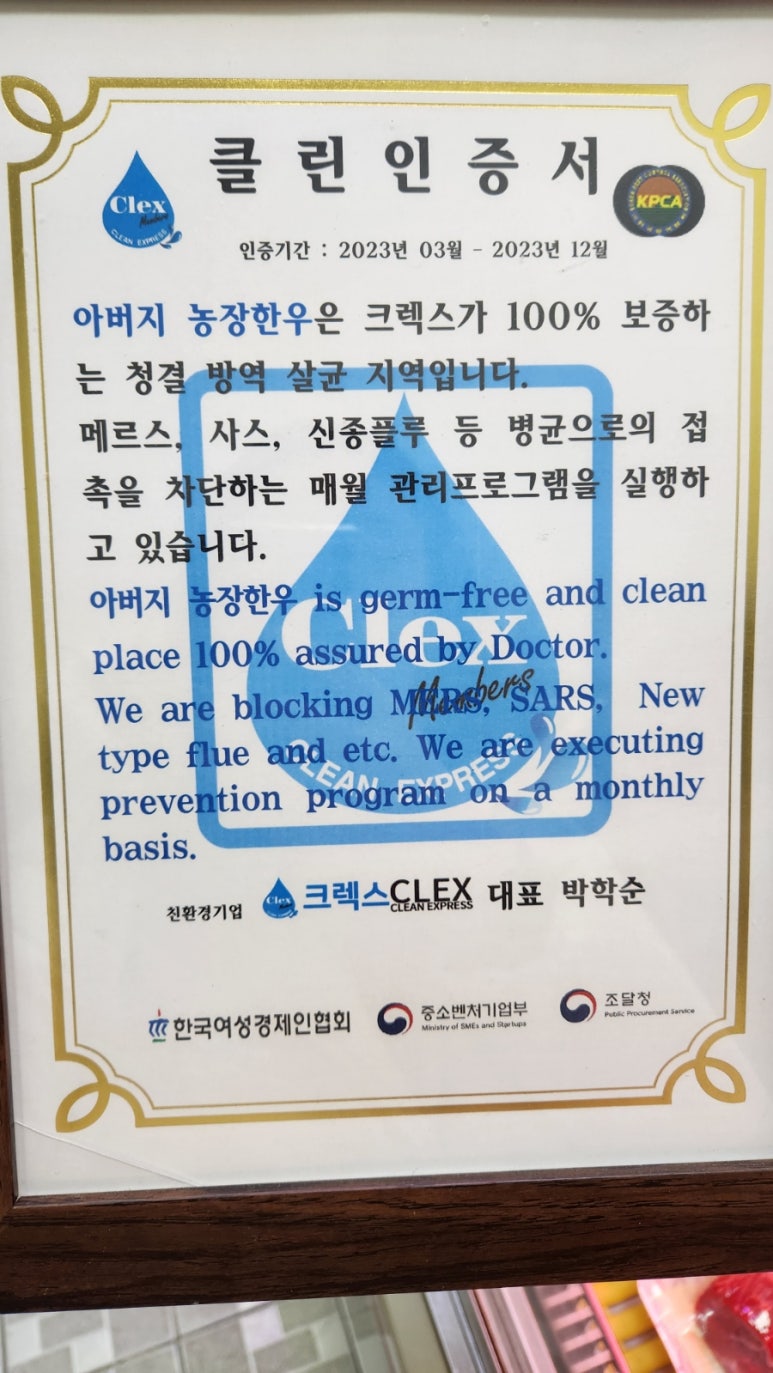 클린인증서
Clex
Members
CLEAN EXPRESS
KPCA
인증기간 : 2023년 03월 - 2023년 12월
아버지 농장한우은 크렉스가 100% 보증하
는 청결 방역 살균 지역입니다.
메르스, 사스, 신종플루 등 병균으로의 접
촉을 차단하는 매월 관리프로그램을 실행하
고 있습니다.
아버지 농장한우 is germ-free and clean
place 100% assured by Doctor.
We are blocking MERS, SARS, New
type flue and etc. We are executing
prevention program on a monthly
basis.
Clex
Members
CLEAN EXPRESS
친환경기업 Clex 크렉스 CLEX 대표 박학순
CLEAN EXPRESS
한국여성경제인협회
중소벤처기업부
Ministry of SMEs and Startups
조달청
Public Procurement Service